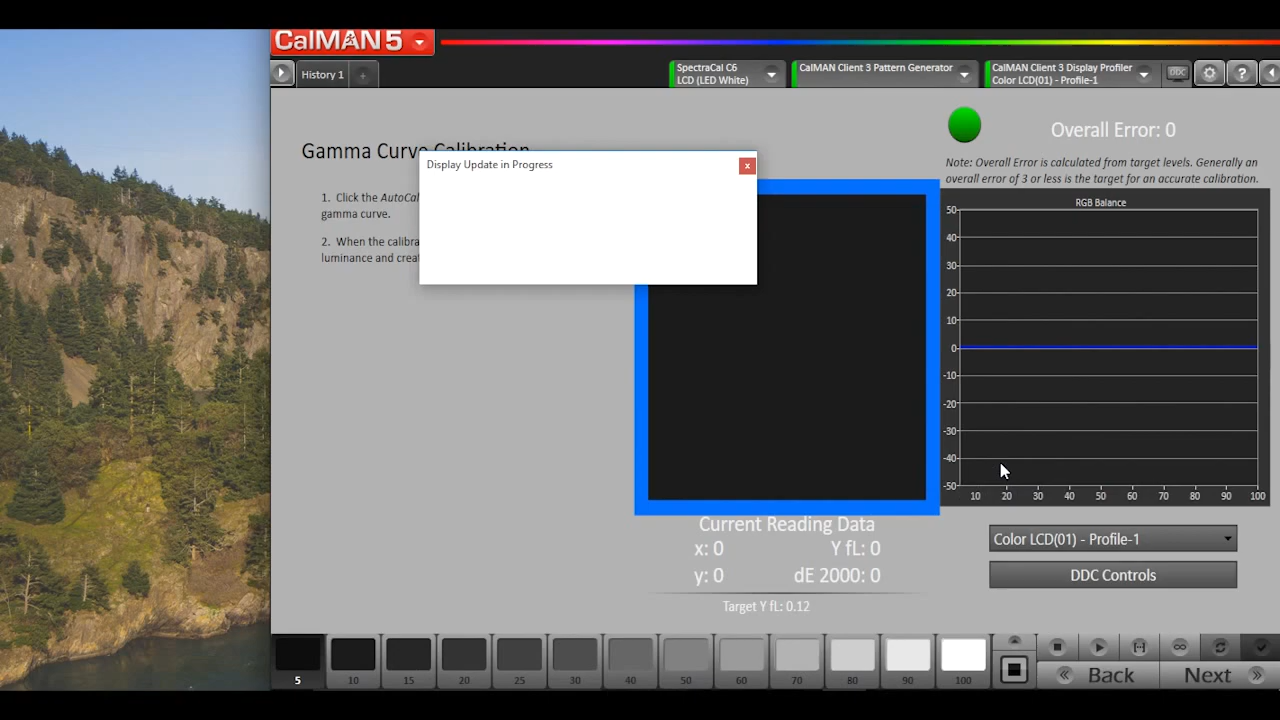 CalMAN 5
History 1
SpectraCal C6
LCD (LED White)
CalMAN Client 3 Pattern Generator
CalMAN Client 3 Display Profiler
Color LCD(01) - Profile-1
DDC
?
Gamma Curve Calibration
1. Click the AutoCal
gamma curve.
2. When the calibra
luminance and creat
Display Update in Progress
x
Overall Error: 0
Note: Overall Error is calculated from target levels. Generally an
overall error of 3 or less is the target for an accurate calibration.
RGB Balance
50
40
30
20
10
0
-10
-20
-30
-40
-50
10 20 30 40 50 60 70 80 90 100
Current Reading Data
x: 0 Y fL: 0
y: 0 dE 2000: 0
Target Y fL: 0.12
Color LCD(01) - Profile-1
DDC Controls
5 10 15 20 25 30 40 50 60 70 80 90 100
Back Next